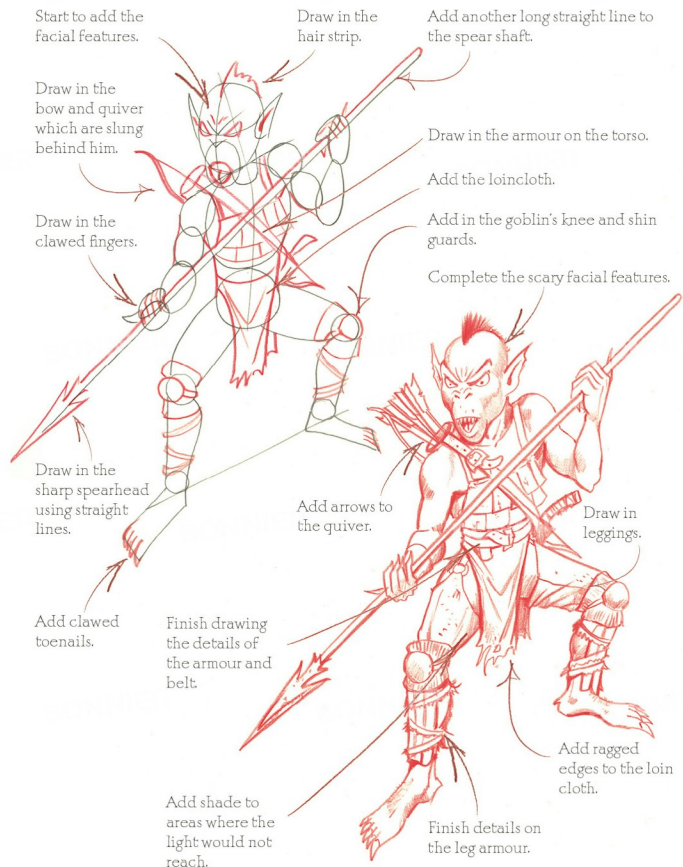 Start to add the
facial features.
Draw in the
hair strip.
Add another long straight line to
the spear shaft.
Draw in the
bow and quiver
which are slung
behind him.
Draw in the armour on the torso.
Add the loincloth.
Draw in the
clawed fingers.
Add in the goblin's knee and shin
guards.
Complete the scary facial features.
Draw in the
sharp spearhead
using straight
lines.
Add arrows to
the quiver.
Draw in
leggings.
Add clawed
toenails.
Finish drawing
the details of
the armour and
belt.
Add ragged
edges to the loin
cloth.
Add shade to
areas where the
light would not
reach.
Finish details on
the leg armour.